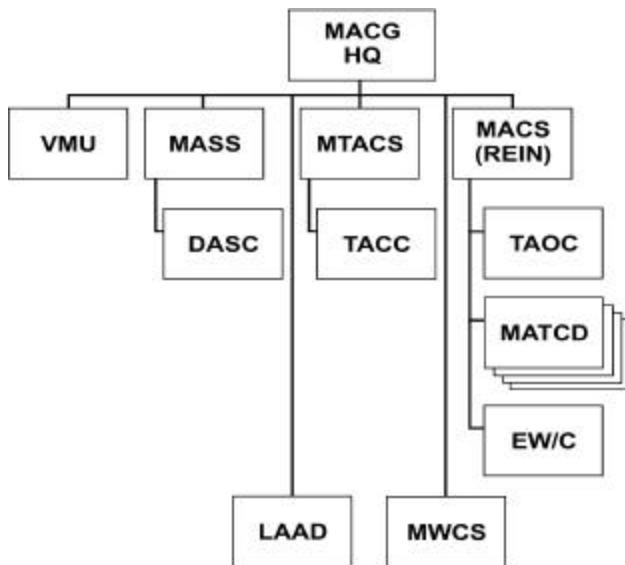 MACG
HQ
VMU
MASS
MTACS
MACS
(REIN)
DASC
TACC
TAOC
MATCD
EW/C
LAAD
MWCS